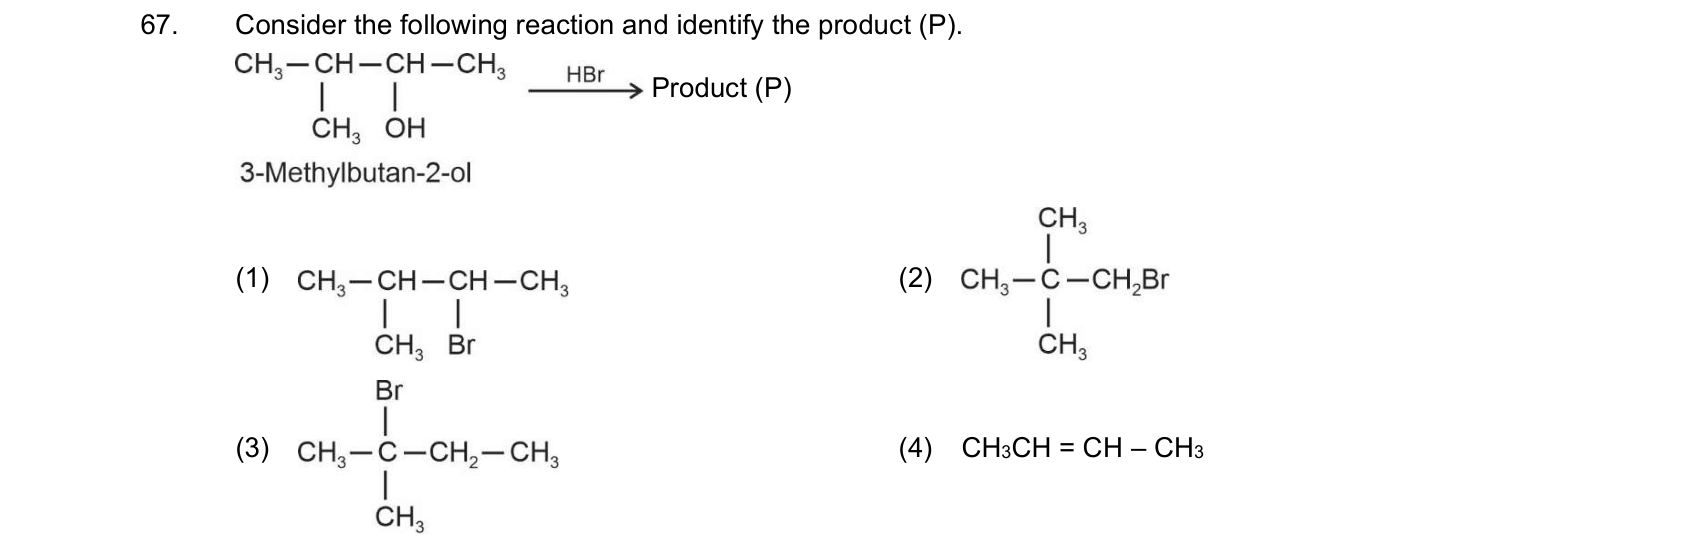 67. Consider the following reaction and identify the product (P).
CH₃—CH—CH—CH₃ HBr Product (P)
CH₃ OH
3-Methylbutan-2-ol
CH₃
(1) CH₃—CH—CH—CH₃ (2) CH₃—C—CH₂Br
CH₃ Br CH₃
Br
(3) CH₃—C—CH₂—CH₃ (4) CH₃CH = CH – CH₃
CH₃